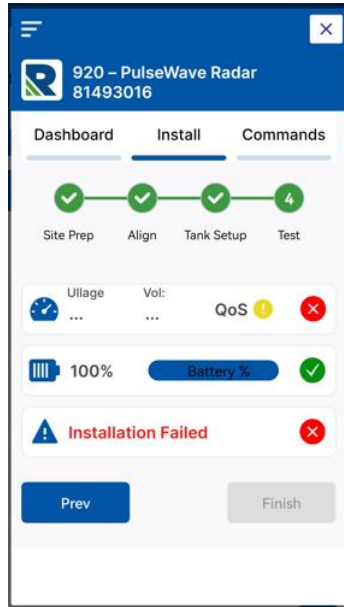 920 – PulseWave Radar
81493016
Dashboard Install Commands
4
Site Prep Align Tank Setup Test
Ullage Vol:
... ... QoS
100% Battery %
Installation Failed
Prev Finish